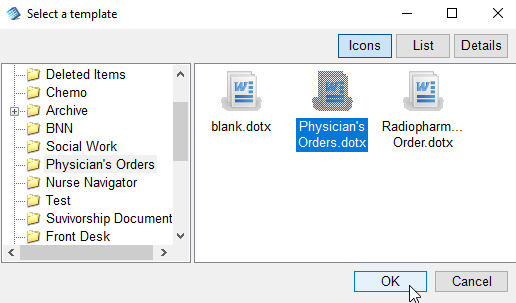 Select a template
Icons
List
Details
Deleted Items
Chemo
Archive
BNN
Social Work
Physician's Orders
Nurse Navigator
Test
Suvivorship Document
Front Desk
blank.dotx
Physician's
Orders.dotx
Radiopharm...
Order.dotx
OK
Cancel